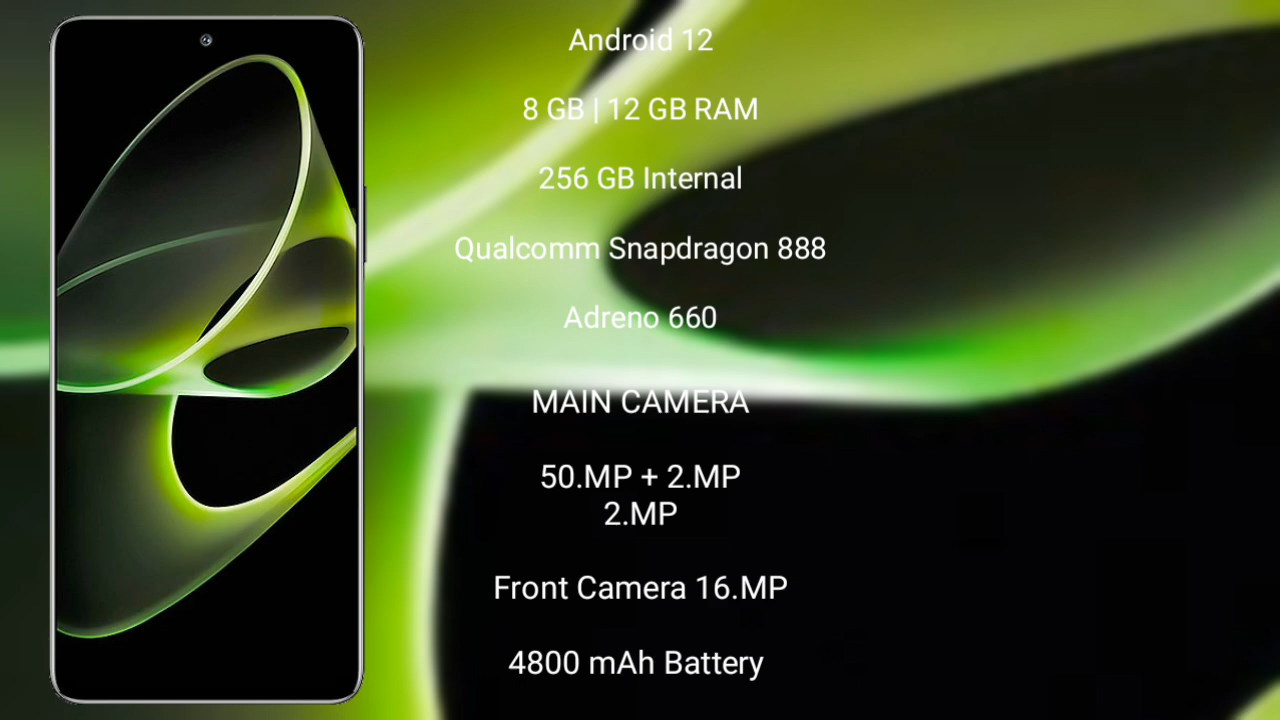 Android 12
8 GB | 12 GB RAM
256 GB Internal
Qualcomm Snapdragon 888
Adreno 660
MAIN CAMERA
50.MP + 2.MP
2.MP
Front Camera 16.MP
4800 mAh Battery